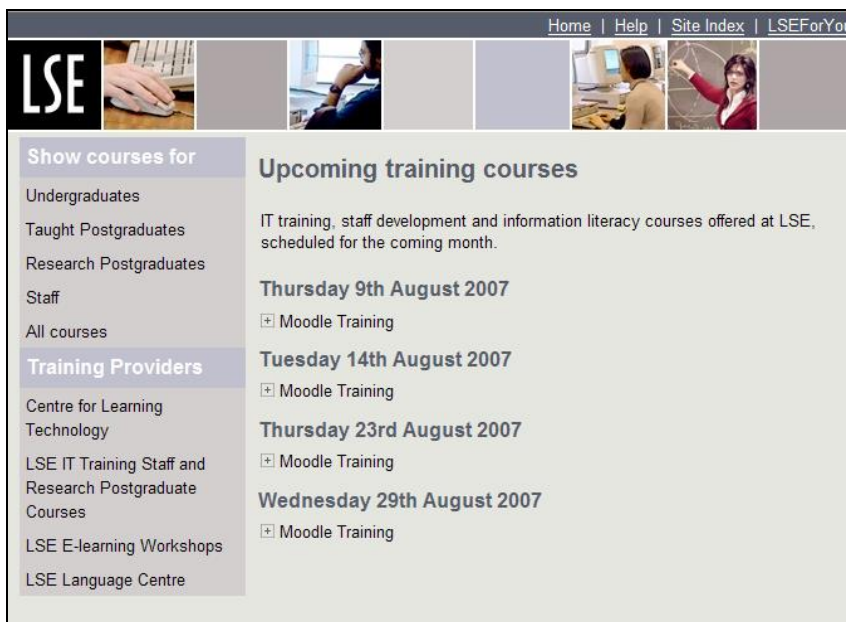 Home | Help | Site Index | LSEForYou
LSE
Show courses for
Undergraduates
Taught Postgraduates
Research Postgraduates
Staff
All courses
Training Providers
Centre for Learning
Technology
LSE IT Training Staff and
Research Postgraduate
Courses
LSE E-learning Workshops
LSE Language Centre
Upcoming training courses
IT training, staff development and information literacy courses offered at LSE,
scheduled for the coming month.
Thursday 9th August 2007
Moodle Training
Tuesday 14th August 2007
Moodle Training
Thursday 23rd August 2007
Moodle Training
Wednesday 29th August 2007
Moodle Training